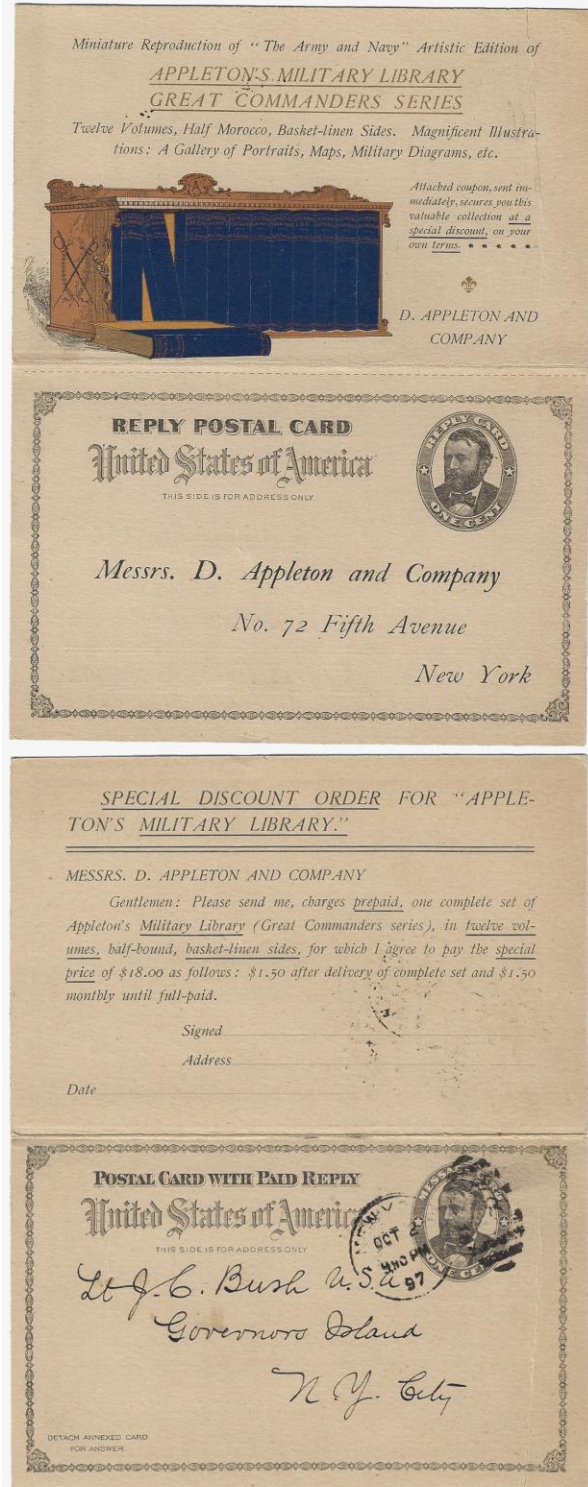 Miniature Reproduction of "The Army and Navy" Artistic Edition of
APPLETON'S MILITARY LIBRARY
GREAT COMMANDERS SERIES
Twelve Volumes, Half Morocco, Basket-linen Sides. Magnificent Illustra-
tions: A Gallery of Portraits, Maps, Military Diagrams, etc.
Attached coupon, sent im-
mediately, secures you this
valuable collection at a
special discount, on your
own terms.
A
D. APPLETON AND
COMPANY
REPLY POSTAL CARD
United States of America
THIS SIDE IS FOR ADDRESS ONLY
REPLY CARD
ONE CENT
Messrs. D. Appleton and Company
No. 72 Fifth Avenue
New York
SPECIAL DISCOUNT ORDER FOR "APPLE-
TON'S MILITARY LIBRARY."
MESSRS. D. APPLETON AND COMPANY
Gentlemen: Please send me, charges prepaid, one complete set of
Appleton's Military Library (Great Commanders series), in twelve vol-
umes, half-bound, basket-linen sides, for which I agree to pay the special
price of $18.00 as follows: $1.50 after delivery of complete set and $1.50
monthly until full-paid.
Signed
Address
Date
POSTAL CARD WITH PAID REPLY
United States of America
THIS SIDE IS FOR ADDRESS ONLY
OCT
PM
97
ONE CENT
Lt J. C. Bush U.S.A
Governors Island
N. Y. City
DETACH ANNEXED CARD
FOR ANSWER